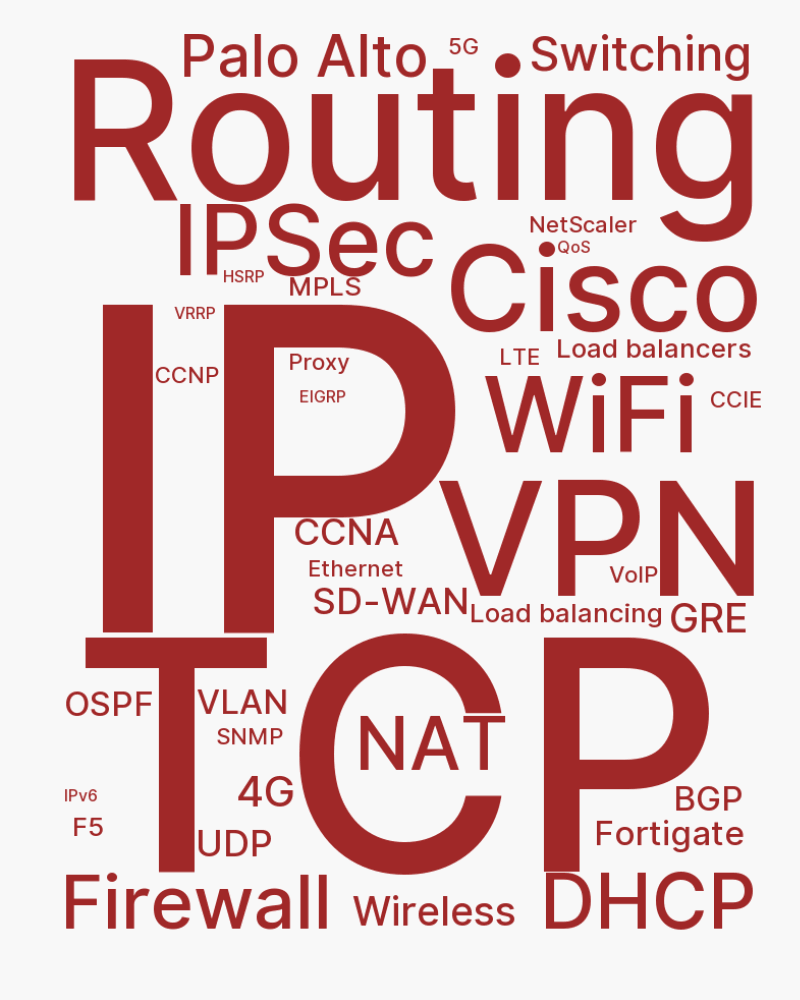 Palo Alto
5G
Switching
Routing
IPSec
NetScaler
QoS
HSRP
MPLS
Cisco
VRRP
IP
LTE
Load balancers
Proxy
CCNP
EIGRP
WiFi
CCIE
VPN
CCNA
Ethernet
VoIP
SD-WAN
Load balancing
GRE
TCP
OSPF
VLAN
NAT
SNMP
IPv6
4G
BGP
F5
Fortigate
UDP
Firewall
Wireless
DHCP